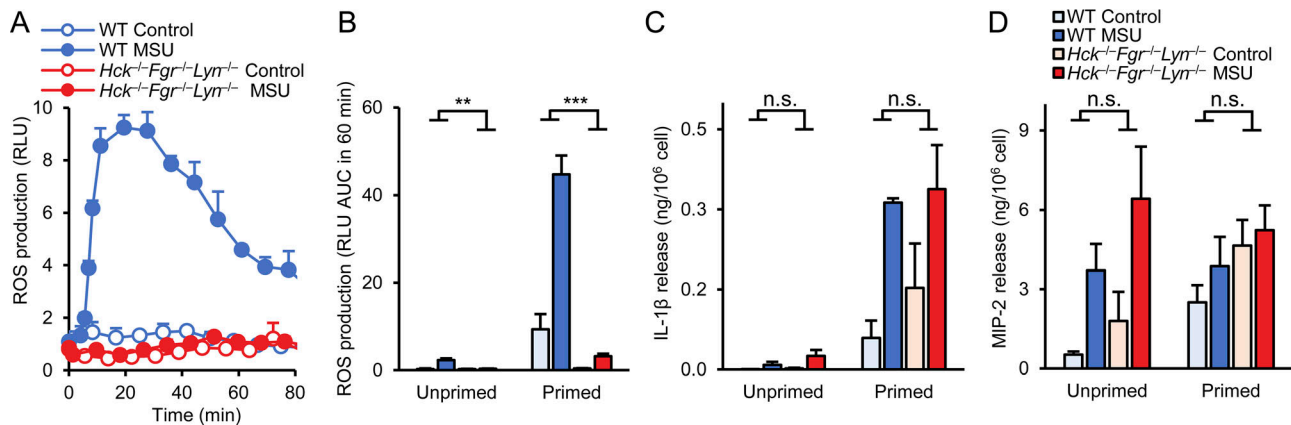 A
WT Control
WT MSU
Hck–/–Fgr–/–Lyn–/– Control
Hck–/–Fgr–/–Lyn–/– MSU
ROS production (RLU)
10
8
6
4
2
0
0 20 40 60 80
Time (min)
B
ROS production (RLU AUC in 60 min)
60
40
20
0
**
***
Unprimed Primed
C
IL-1β release (ng/10⁶ cell)
0.5
0.3
0.2
0.0
n.s.
n.s.
Unprimed Primed
D
WT Control
WT MSU
Hck–/–Fgr–/–Lyn–/– Control
Hck–/–Fgr–/–Lyn–/– MSU
MIP-2 release (ng/10⁶ cell)
9
6
3
0
n.s.
n.s.
Unprimed Primed